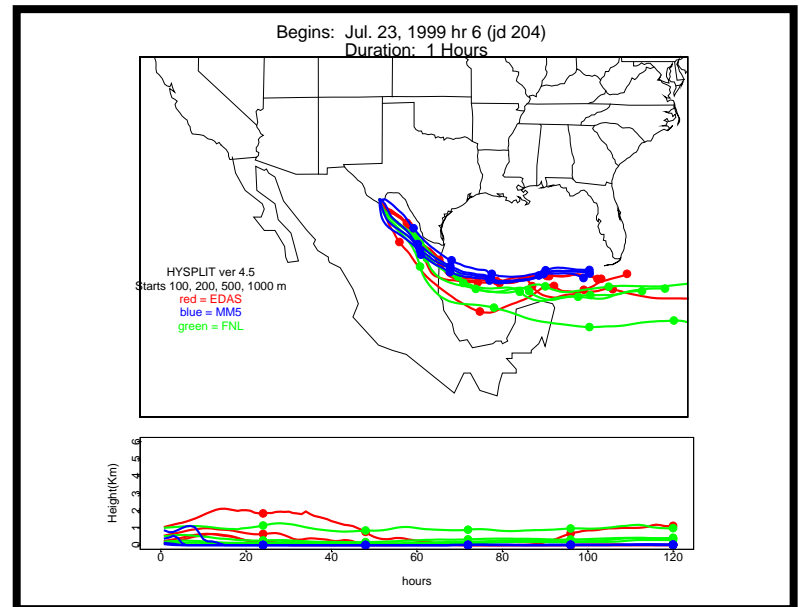 Begins: Jul. 23, 1999 hr 6 (jd 204)
Duration: 1 Hours
HYSPLIT ver 4.5
Starts 100, 200, 500, 1000 m
red = EDAS
blue = MM5
green = FNL
Height(Km)
6
5
4
3
2
1
0
0 20 40 60 80 100 120
hours